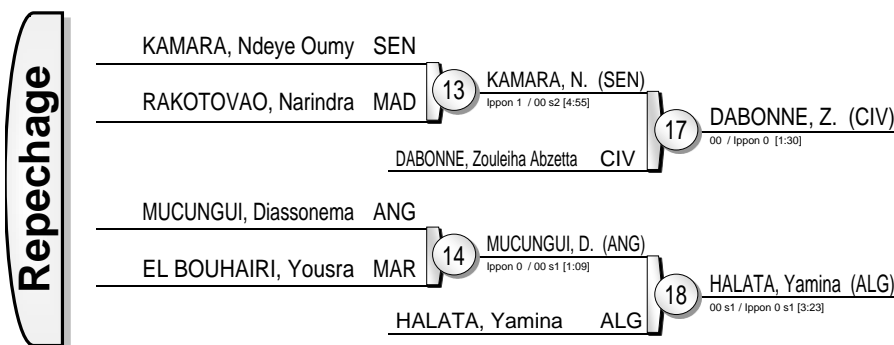 Repechage
KAMARA, Ndeye Oumy SEN
RAKOTOVAO, Narindra MAD
13
KAMARA, N. (SEN)
Ippon 1 / 00 s2 [4:55]
DABONNE, Zouleiha Abzetta CIV
17
DABONNE, Z. (CIV)
00 / Ippon 0 [1:30]
MUCUNGUI, Diassonema ANG
EL BOUHAIRI, Yousra MAR
14
MUCUNGUI, D. (ANG)
Ippon 0 / 00 s1 [1:09]
HALATA, Yamina ALG
18
HALATA, Yamina (ALG)
00 s1 / Ippon 0 s1 [3:23]